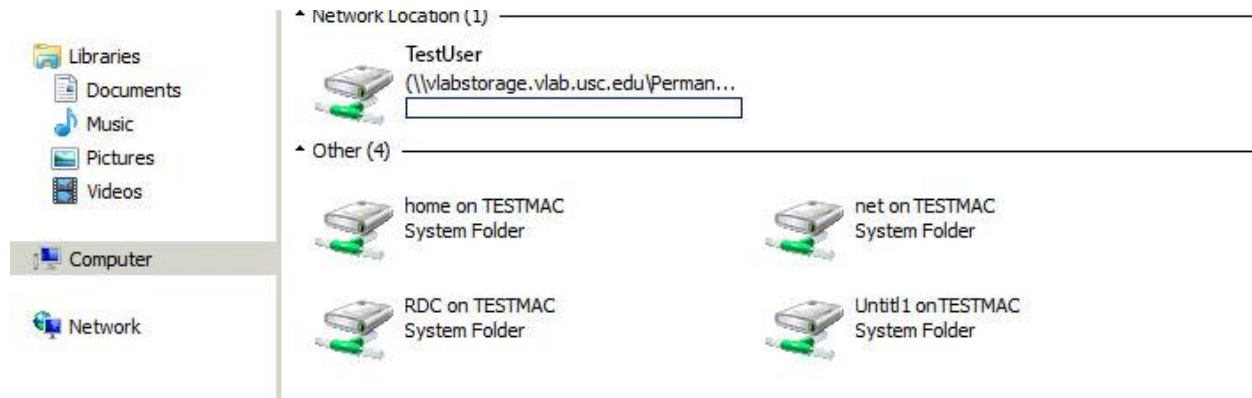 Network Location (1)
Libraries
Documents
Music
Pictures
Videos
Computer
Network
TestUser
(\\vlabstorage.vlab.usc.edu\Perman...
Other (4)
home on TESTMAC
System Folder
net on TESTMAC
System Folder
RDC on TESTMAC
System Folder
Untitl1 onTESTMAC
System Folder